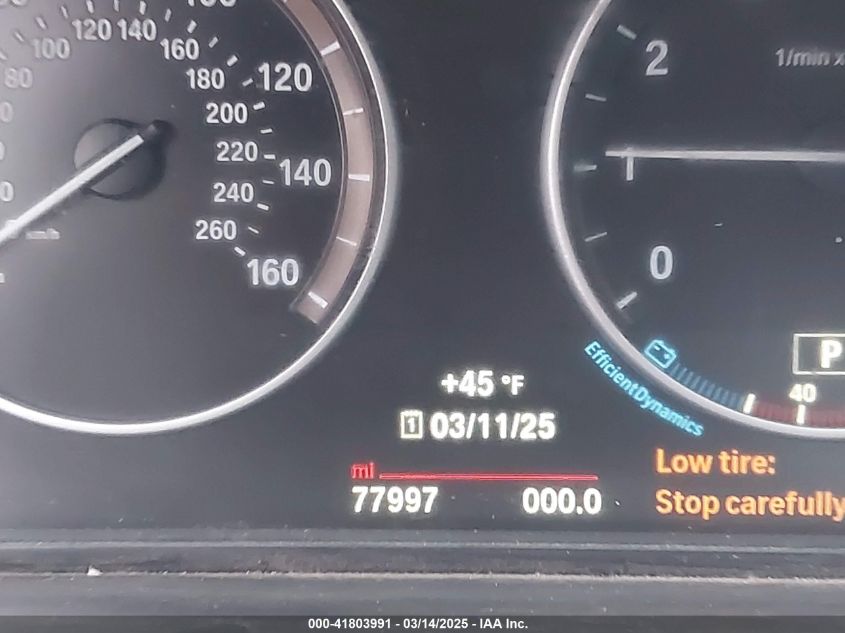 120 140
100
160
80
180
120
200
220
140
240
260
160
km/h
2
1/min x
1
0
P
40
EfficientDynamics
+45 °F
1 03/11/25
mi
77997 000.0
Low tire:
Stop carefully
000-41803991 - 03/14/2025 - IAA Inc.